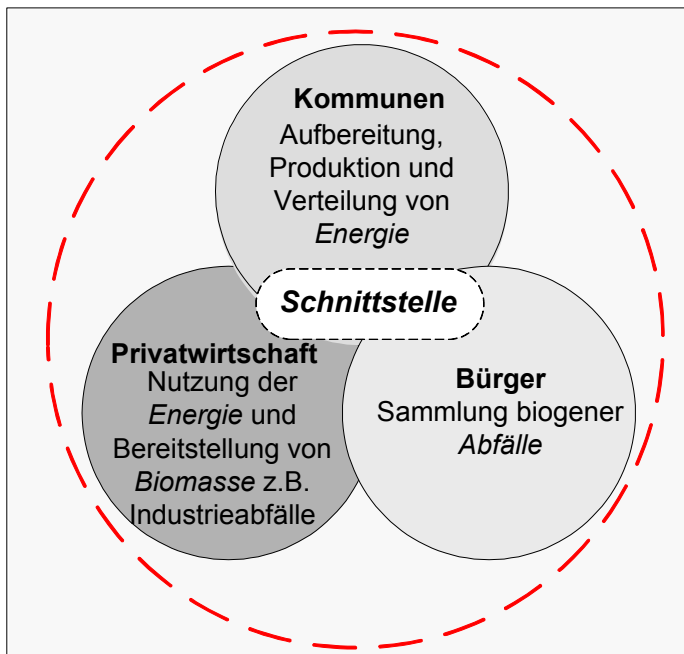 Kommunen
Aufbereitung,
Produktion und
Verteilung von
Energie
Schnittstelle
Privatwirtschaft
Nutzung der
Energie und
Bereitstellung von
Biomasse z.B.
Industrieabfälle
Bürger
Sammlung biogener
Abfälle